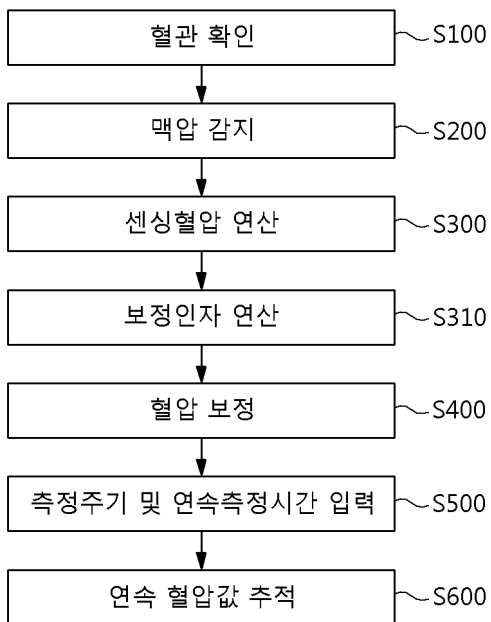 혈관 확인 S100
맥압 감지 S200
센싱혈압 연산 S300
보정인자 연산 S310
혈압 보정 S400
측정주기 및 연속측정시간 입력 S500
연속 혈압값 추적 S600